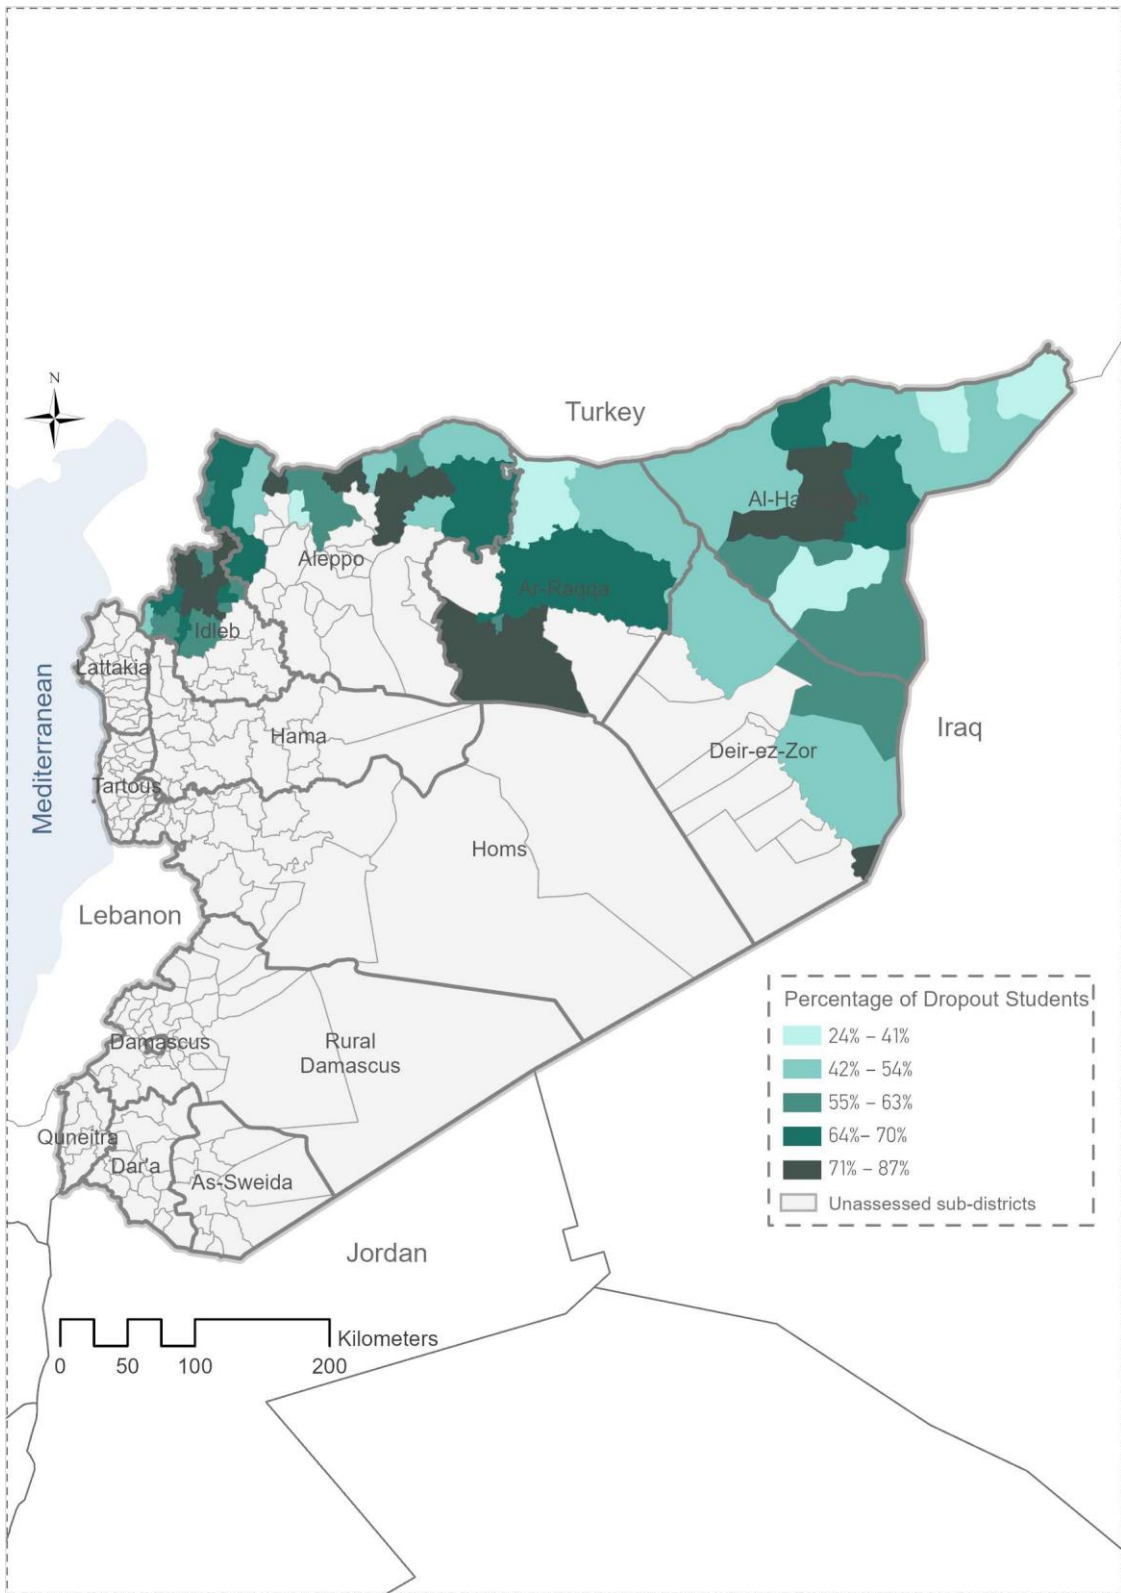 N
Turkey
Al-Ha
Aleppo
Ar-Raqqa
Idleb
Lattakia
Mediterranean
Iraq
Hama
Deir-ez-Zor
Tartous
Homs
Lebanon
Percentage of Dropout Students
24% – 41%
42% – 54%
55% – 63%
64%– 70%
71% – 87%
Unassessed sub-districts
Damascus
Rural
Damascus
Quneitra
Dar'a
As-Sweida
Jordan
Kilometers
0 50 100 200